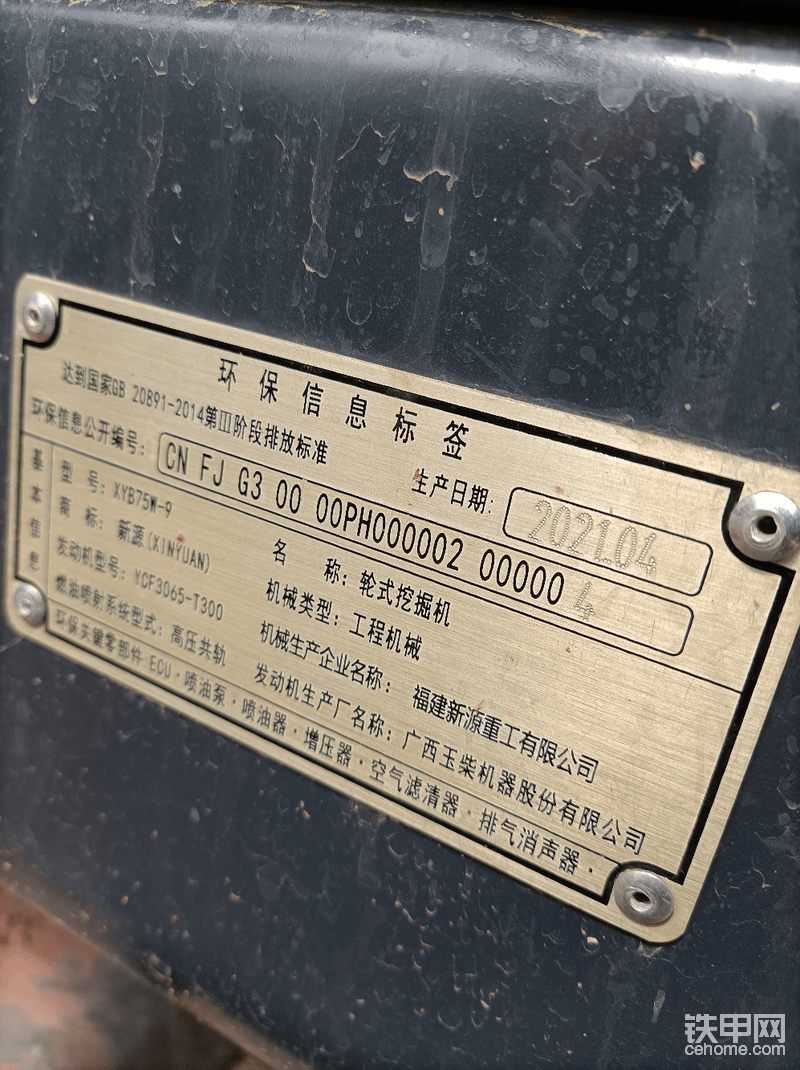 环保信息标签
达到国家GB 20891-2014第III阶段排放标准
生产日期: 2021.04
环保信息公开编号: CN FJ G3 00 00PH000002 00000 4
基本信息
型 号: XYB75W-9
名 称: 轮式挖掘机
商 标: 新源(XINYUAN)
机械类型: 工程机械
发动机型号: YCF3065-T300
机械生产企业名称: 福建新源重工有限公司
燃油喷射系统型式: 高压共轨
发动机生产厂名称: 广西玉柴机器股份有限公司
环保关键零部件 ECU·喷油泵·喷油器·增压器·空气滤清器·排气消声器·
铁甲网
cehome.com